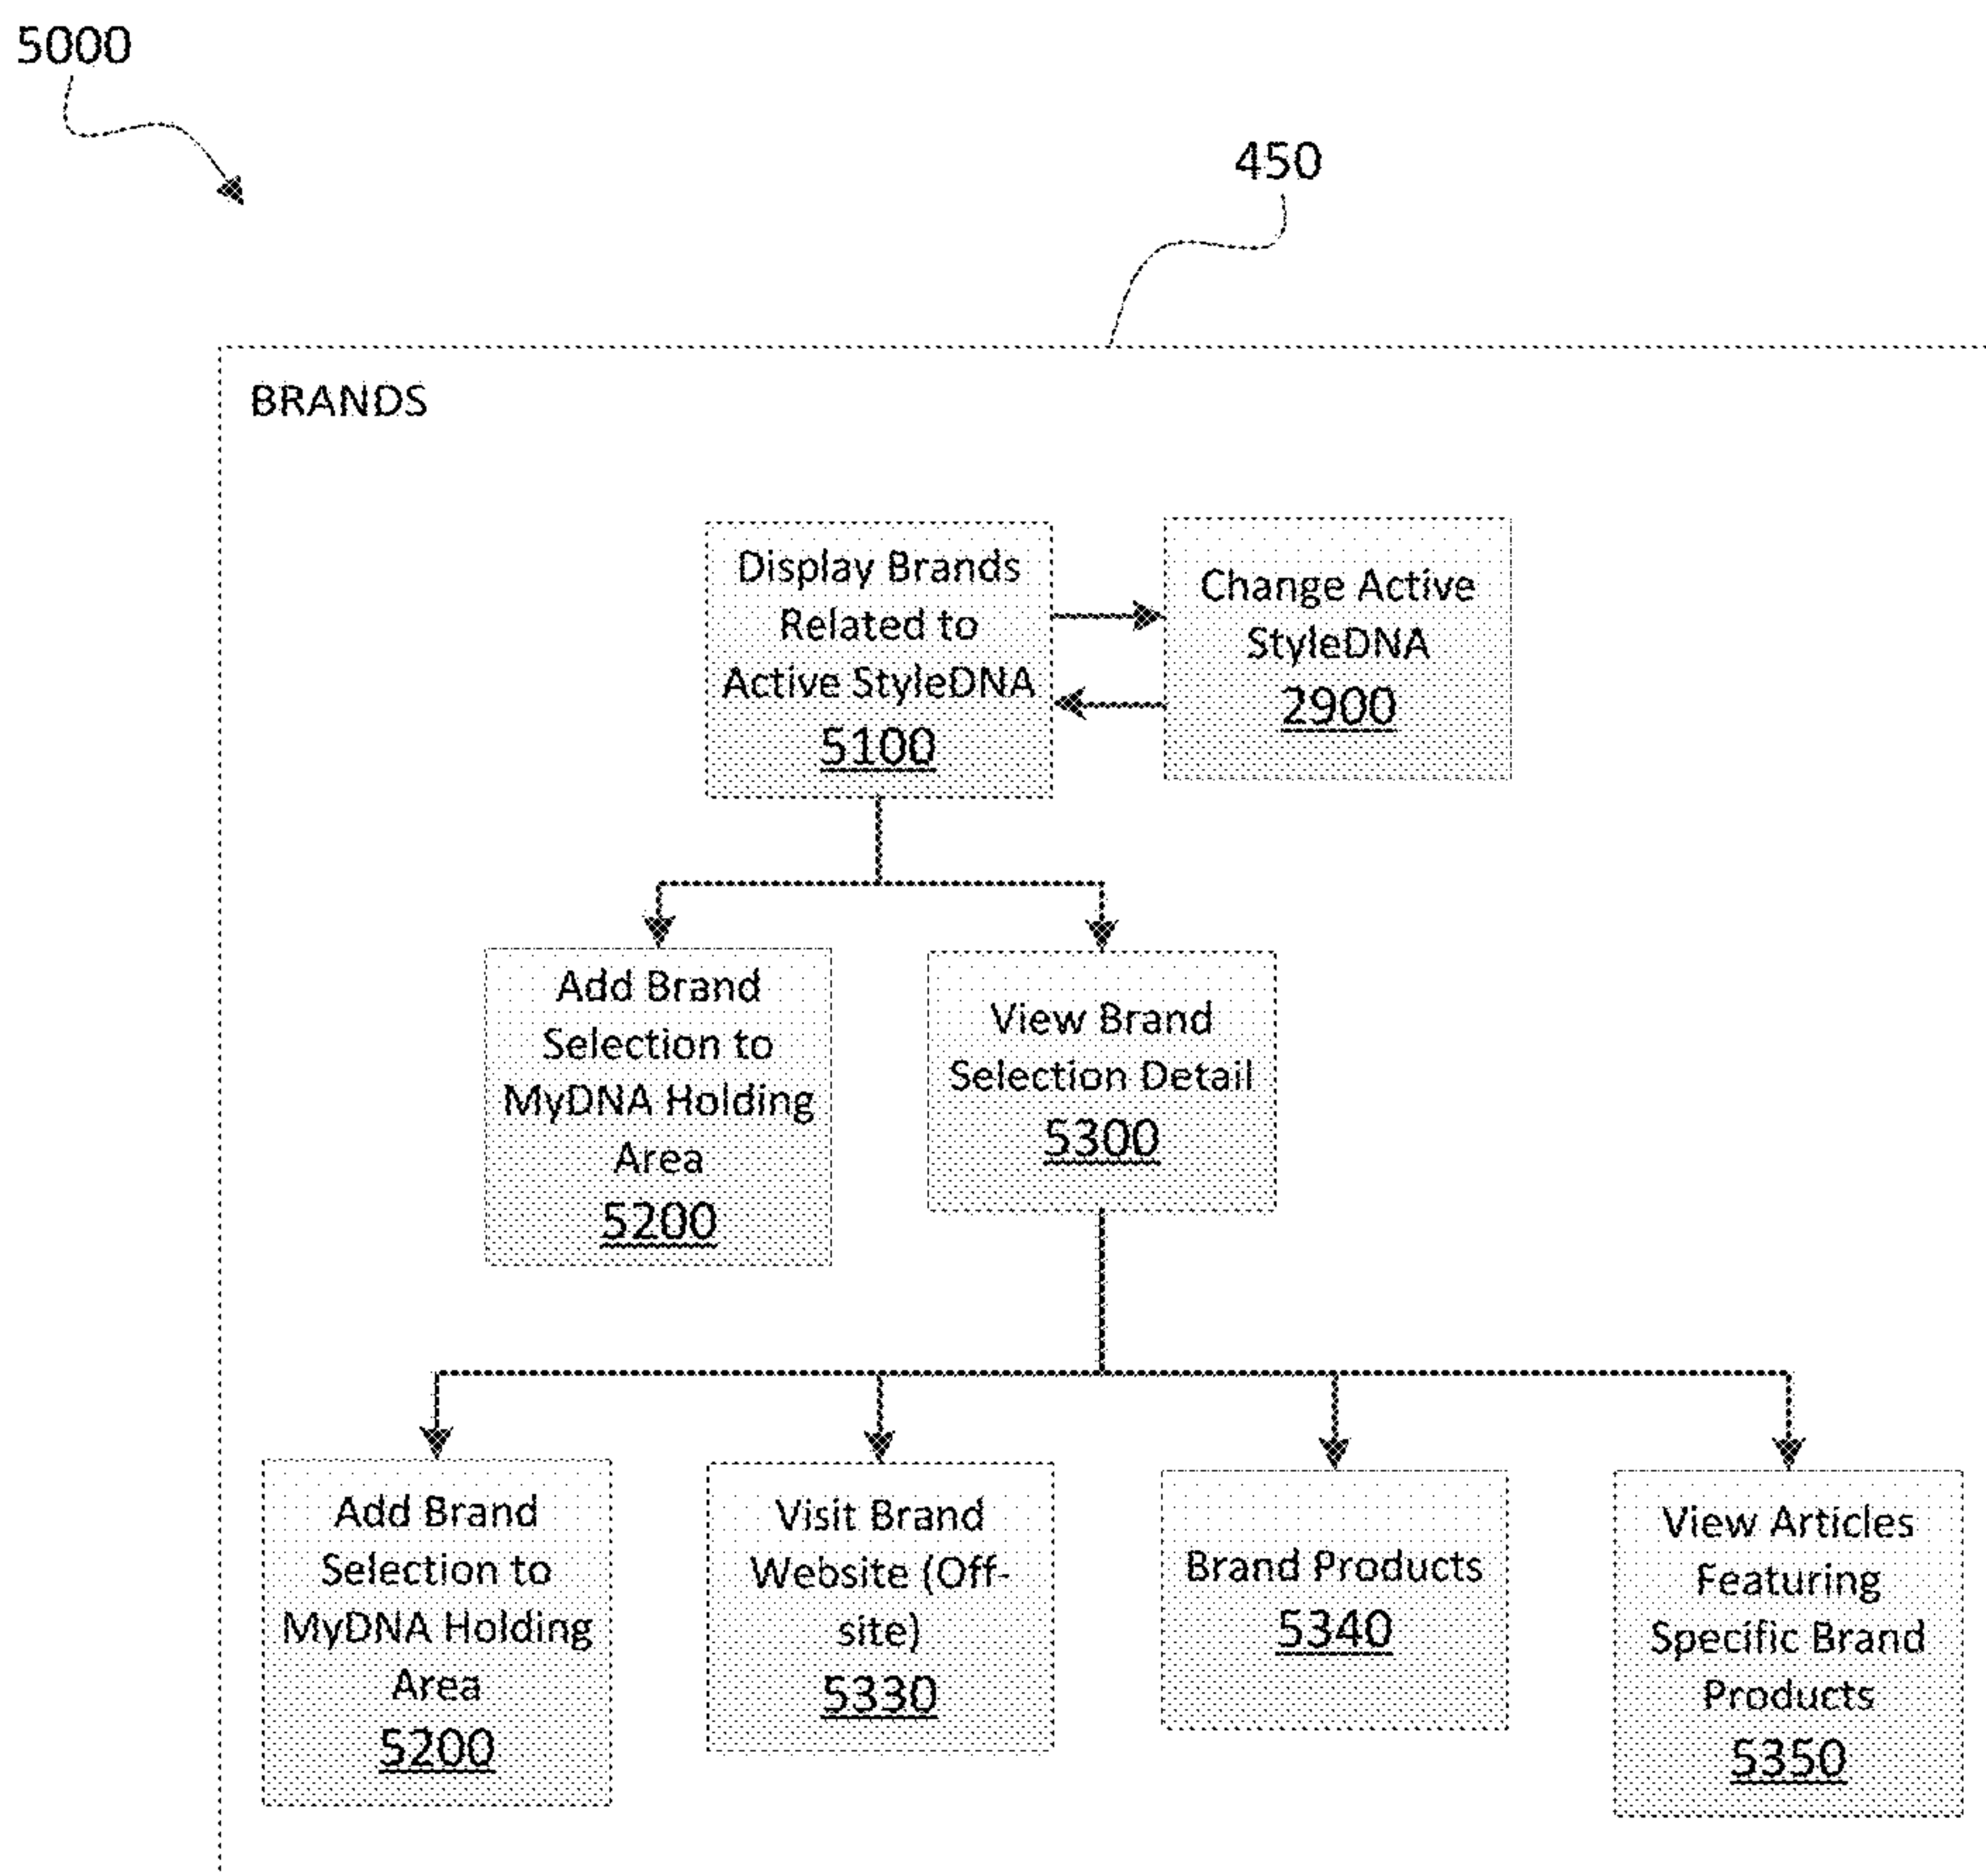 5000
450
BRANDS
Display Brands
Related to
Active StyleDNA
5100
Change Active
StyleDNA
2900
Add Brand
Selection to
MyDNA Holding
Area
5200
View Brand
Selection Detail
5300
Add Brand
Selection to
MyDNA Holding
Area
5200
Visit Brand
Website (Off-
site)
5330
Brand Products
5340
View Articles
Featuring
Specific Brand
Products
5350